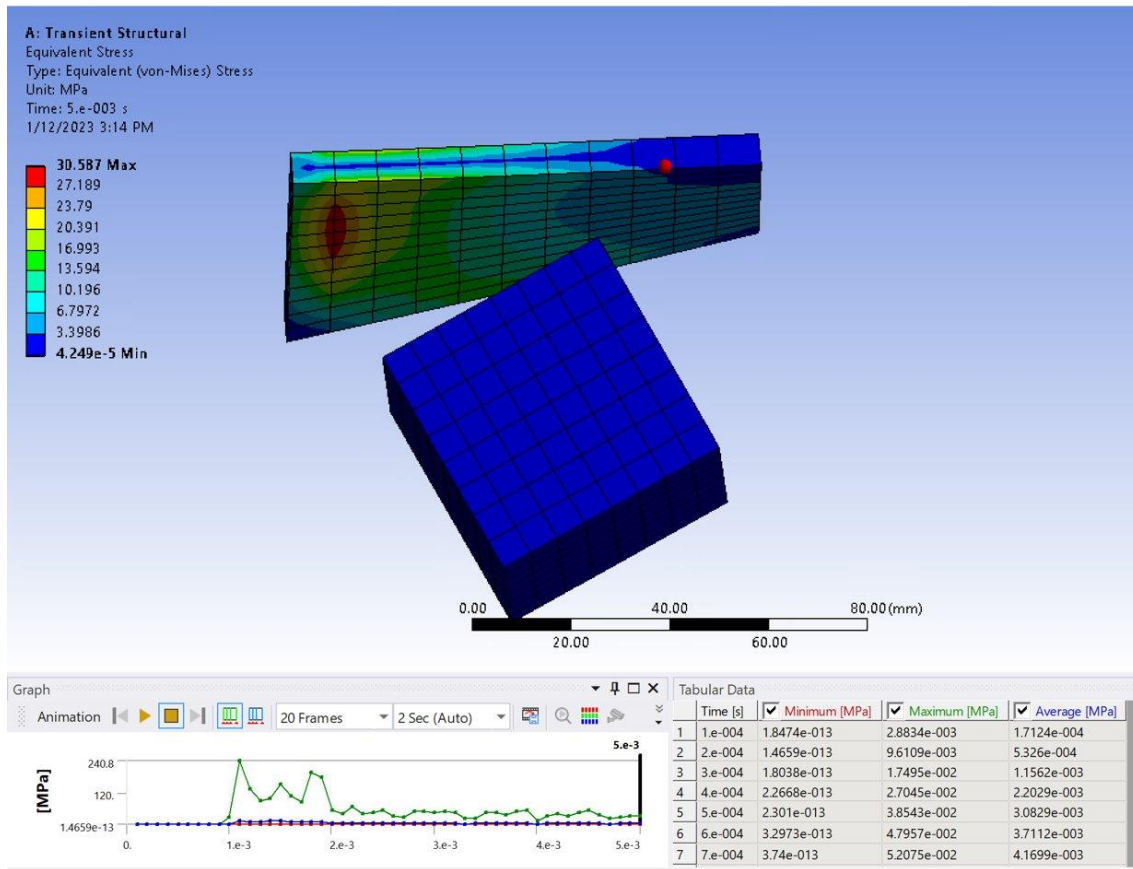 A: Transient Structural
Equivalent Stress
Type: Equivalent (von-Mises) Stress
Unit: MPa
Time: 5.e-003 s
1/12/2023 3:14 PM
30.587 Max
27.189
23.79
20.391
16.993
13.594
10.196
6.7972
3.3986
4.249e-5 Min
0.00 40.00 80.00 (mm)
20.00 60.00
Graph
Animation 20 Frames 2 Sec (Auto)
5.e-3
[MPa]
240.8
120.
1.4659e-13
0. 1.e-3 2.e-3 3.e-3 4.e-3 5.e-3
Tabular Data
Time [s] Minimum [MPa] Maximum [MPa] Average [MPa]
1 1.e-004 1.8474e-013 2.8834e-003 1.7124e-004
2 2.e-004 1.4659e-013 9.6109e-003 5.326e-004
3 3.e-004 1.8038e-013 1.7495e-002 1.1562e-003
4 4.e-004 2.2668e-013 2.7045e-002 2.2029e-003
5 5.e-004 2.301e-013 3.8543e-002 3.0829e-003
6 6.e-004 3.2973e-013 4.7957e-002 3.7112e-003
7 7.e-004 3.74e-013 5.2075e-002 4.1699e-003